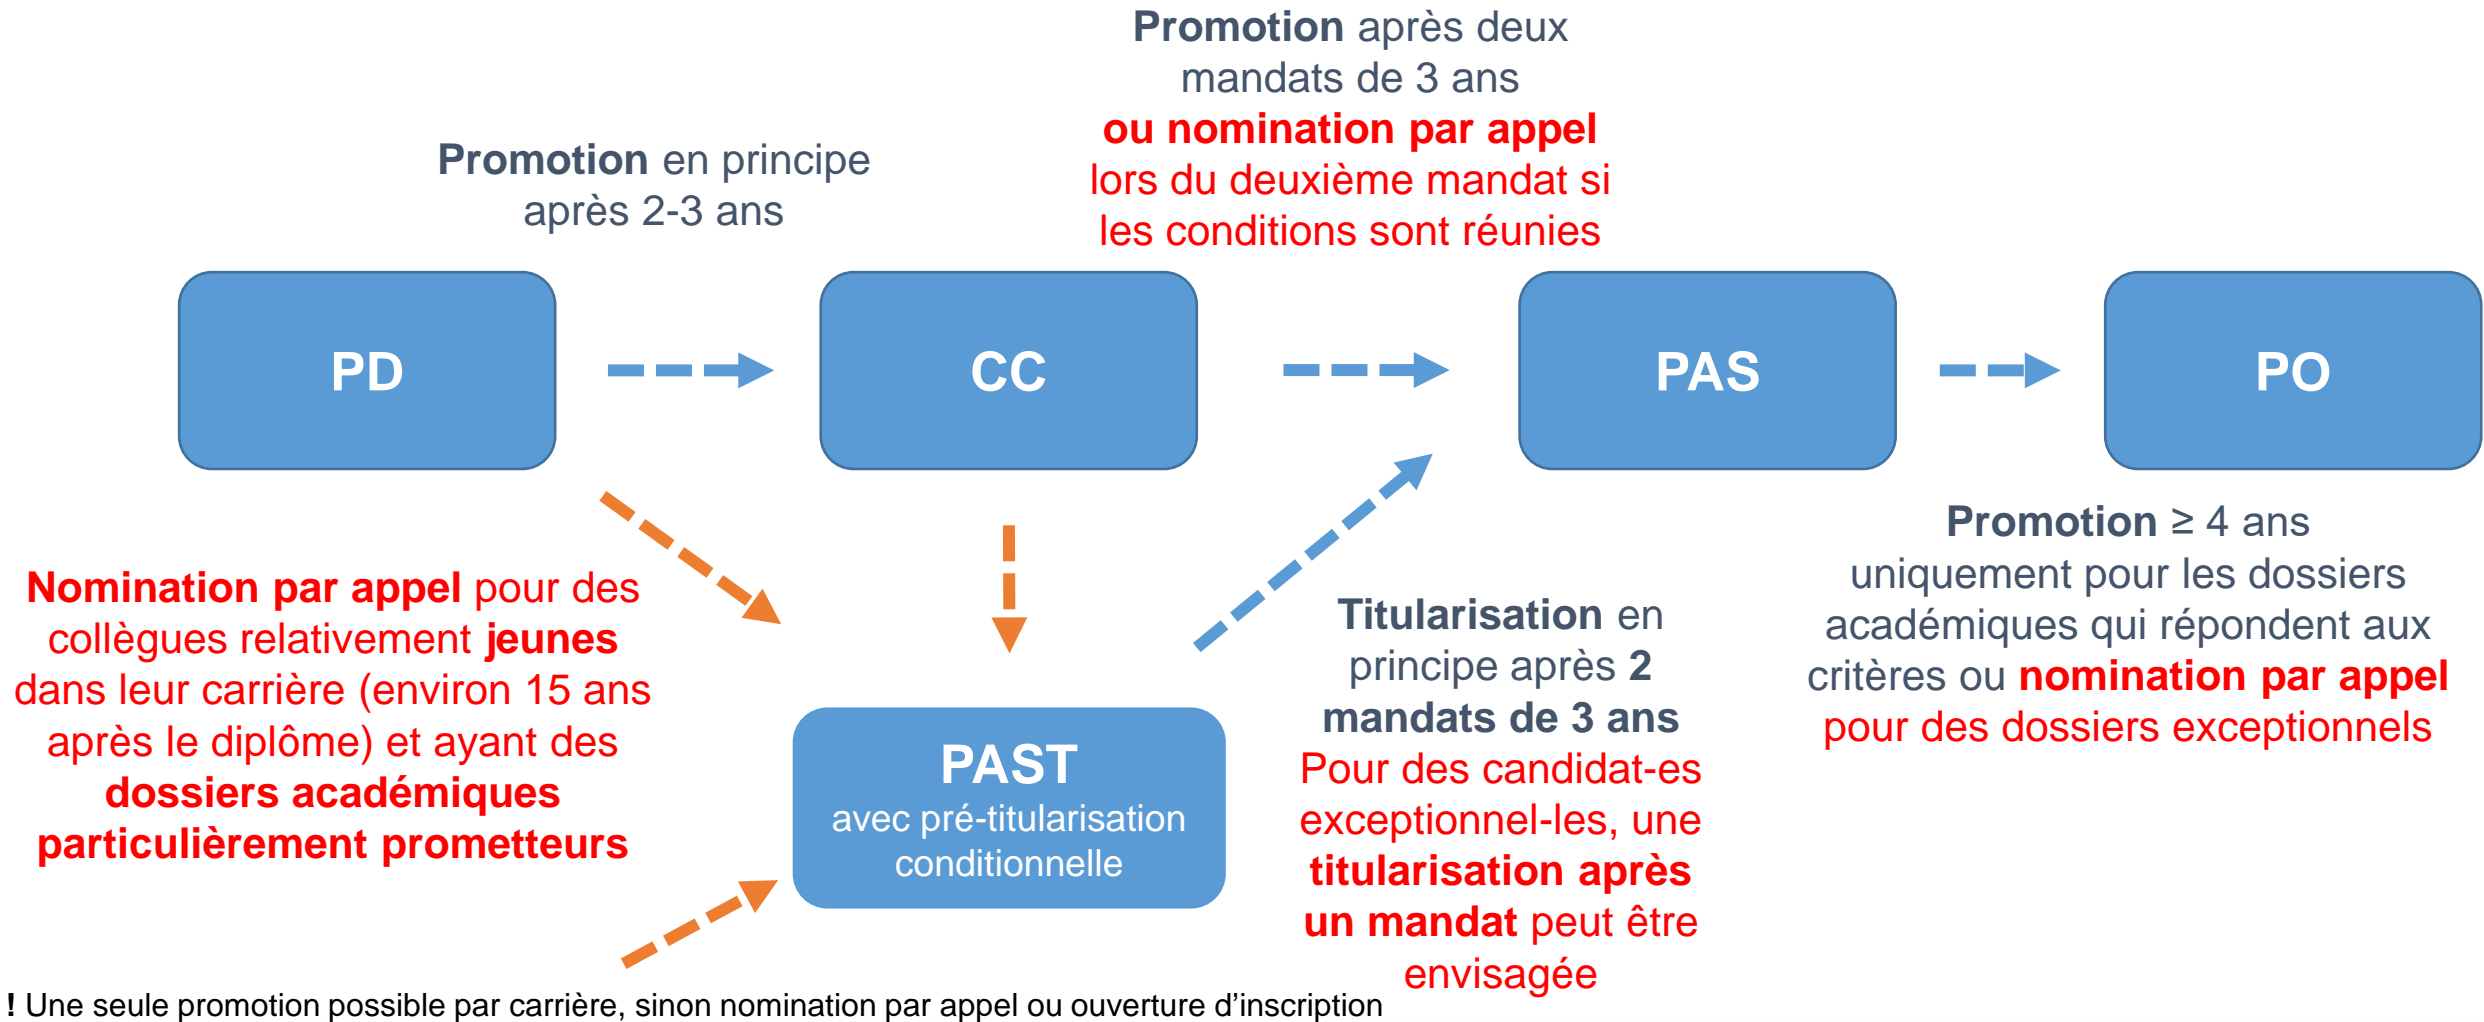 Promotion après deux
mandats de 3 ans
ou nomination par appel
lors du deuxième mandat si
les conditions sont réunies
Promotion en principe
après 2-3 ans
PD
CC
PAS
PO
Nomination par appel pour des
collègues relativement jeunes
dans leur carrière (environ 15 ans
après le diplôme) et ayant des
dossiers académiques
particulièrement prometteurs
PAST
avec pré-titularisation
conditionnelle
Titularisation en
principe après 2
mandats de 3 ans
Pour des candidat-es
exceptionnel-les, une
titularisation après
un mandat peut être
envisagée
Promotion ≥ 4 ans
uniquement pour les dossiers
académiques qui répondent aux
critères ou nomination par appel
pour des dossiers exceptionnels
! Une seule promotion possible par carrière, sinon nomination par appel ou ouverture d'inscription